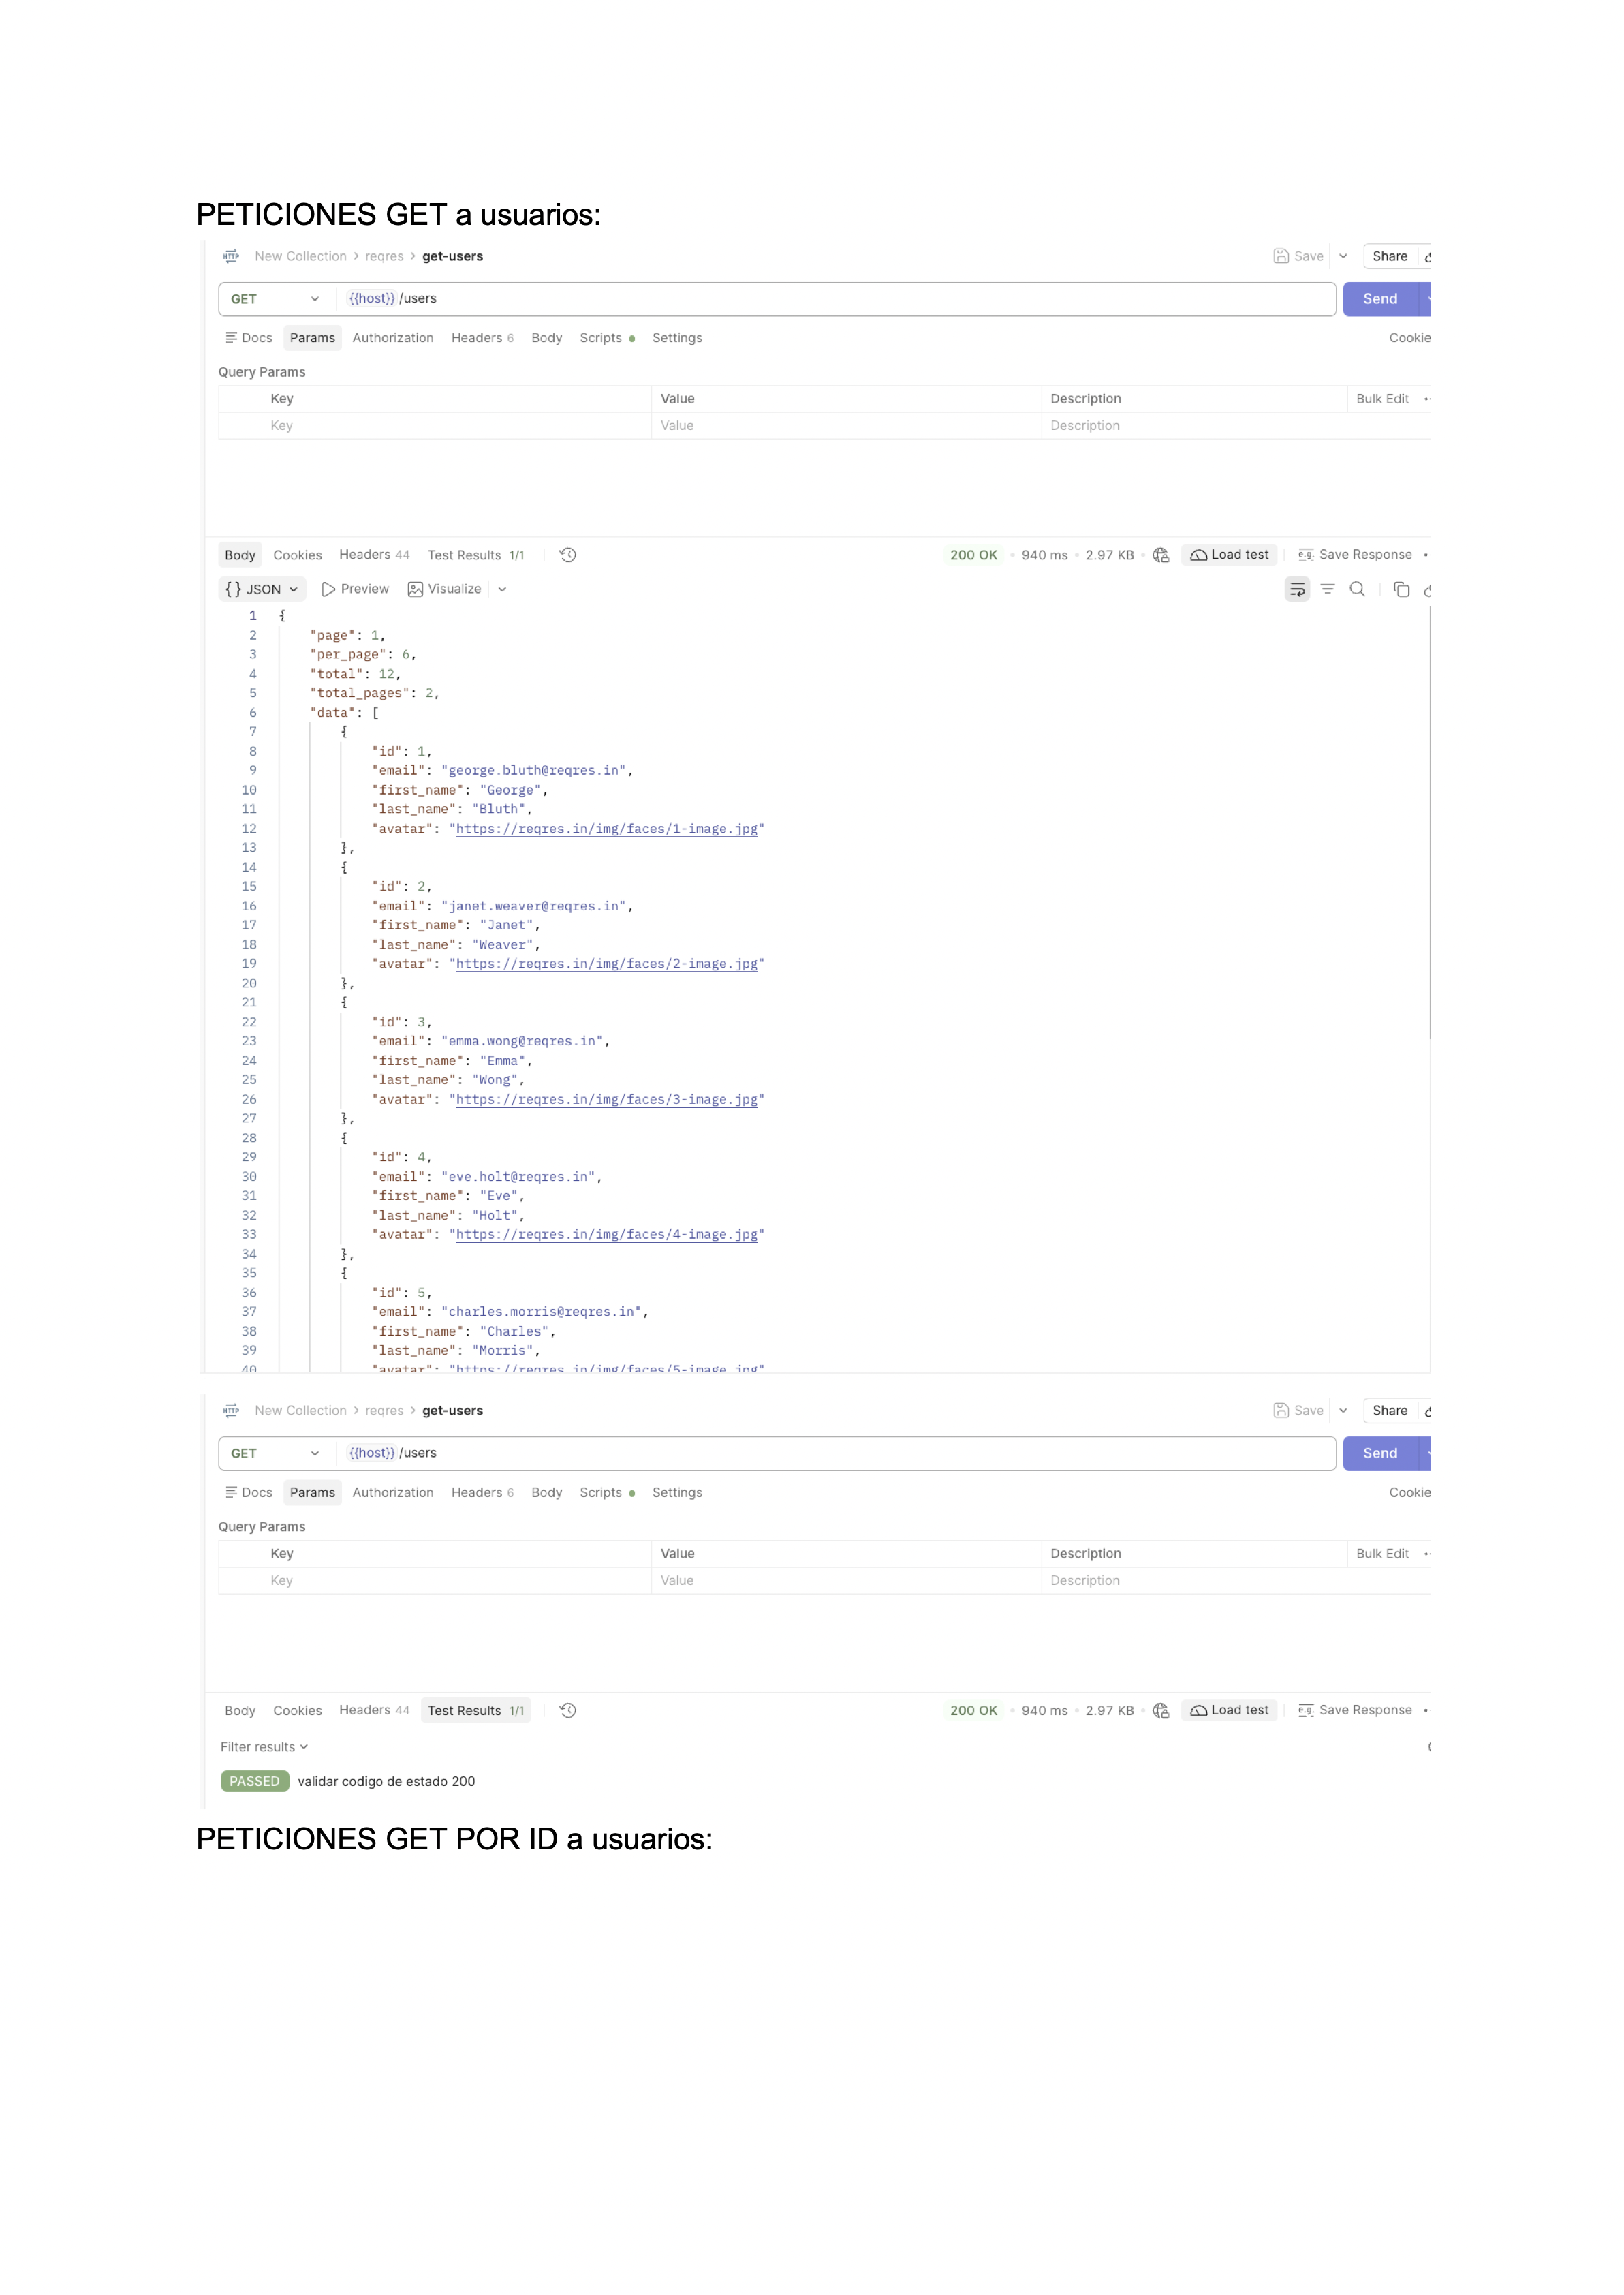 PETICIONES GET a usuarios:
HTTP New Collection > reqres > get-users Save Share
GET {{host}} /users Send
Docs Params Authorization Headers 6 Body Scripts Settings Cookie
Query Params
Key Value Description Bulk Edit
Key Value Description
Body Cookies Headers 44 Test Results 1/1 200 OK 940 ms 2.97 KB Load test e.g. Save Response
{} JSON Preview Visualize
1 {
2 "page": 1,
3 "per_page": 6,
4 "total": 12,
5 "total_pages": 2,
6 "data": [
7 {
8 "id": 1,
9 "email": "george.bluth@reqres.in",
10 "first_name": "George",
11 "last_name": "Bluth",
12 "avatar": "https://reqres.in/img/faces/1-image.jpg"
13 },
14 {
15 "id": 2,
16 "email": "janet.weaver@reqres.in",
17 "first_name": "Janet",
18 "last_name": "Weaver",
19 "avatar": "https://reqres.in/img/faces/2-image.jpg"
20 },
21 {
22 "id": 3,
23 "email": "emma.wong@reqres.in",
24 "first_name": "Emma",
25 "last_name": "Wong",
26 "avatar": "https://reqres.in/img/faces/3-image.jpg"
27 },
28 {
29 "id": 4,
30 "email": "eve.holt@reqres.in",
31 "first_name": "Eve",
32 "last_name": "Holt",
33 "avatar": "https://reqres.in/img/faces/4-image.jpg"
34 },
35 {
36 "id": 5,
37 "email": "charles.morris@reqres.in",
38 "first_name": "Charles",
39 "last_name": "Morris",
40 "avatar": "https://reqres.in/img/faces/5-image.jpg"
HTTP New Collection > reqres > get-users Save Share
GET {{host}} /users Send
Docs Params Authorization Headers 6 Body Scripts Settings Cookie
Query Params
Key Value Description Bulk Edit
Key Value Description
Body Cookies Headers 44 Test Results 1/1 200 OK 940 ms 2.97 KB Load test e.g. Save Response
Filter results
PASSED validar codigo de estado 200
PETICIONES GET POR ID a usuarios: